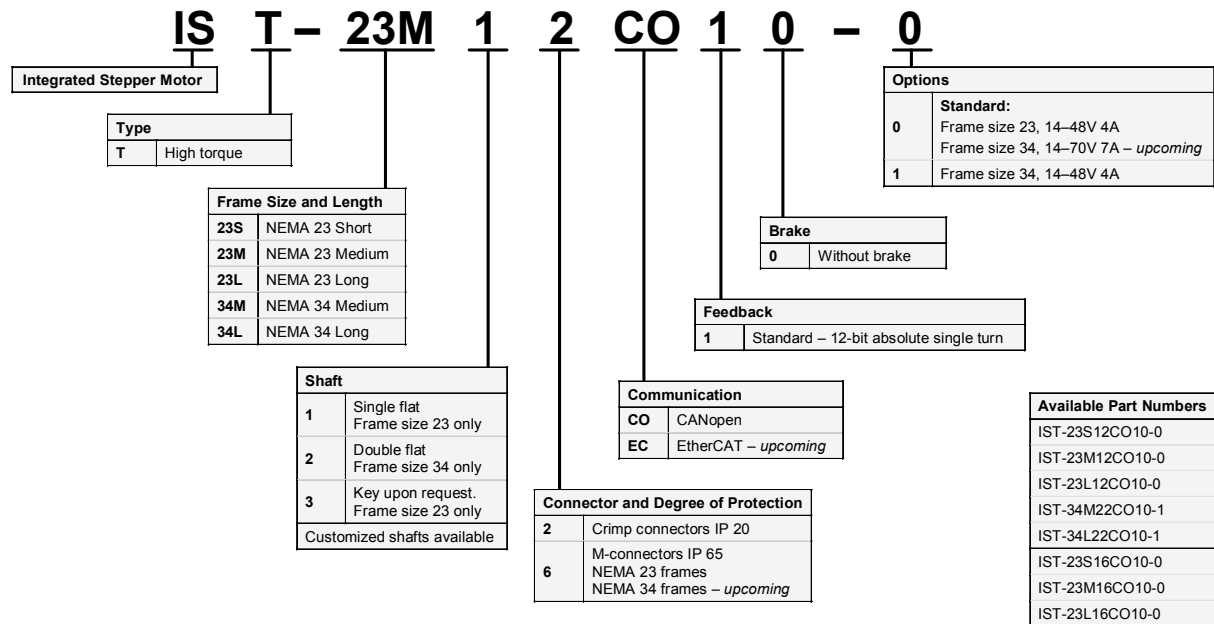 IS T – 23M 1 2 CO 1 0 – 0
Integrated Stepper Motor
Type
T High torque
Frame Size and Length
23S NEMA 23 Short
23M NEMA 23 Medium
23L NEMA 23 Long
34M NEMA 34 Medium
34L NEMA 34 Long
Shaft
1 Single flat
Frame size 23 only
2 Double flat
Frame size 34 only
3 Key upon request.
Frame size 23 only
Customized shafts available
Connector and Degree of Protection
2 Crimp connectors IP 20
6 M-connectors IP 65
NEMA 23 frames
NEMA 34 frames – upcoming
Communication
CO CANopen
EC EtherCAT – upcoming
Feedback
1 Standard – 12-bit absolute single turn
Brake
0 Without brake
Options
0 Standard:
Frame size 23, 14–48V 4A
Frame size 34, 14–70V 7A – upcoming
1 Frame size 34, 14–48V 4A
Available Part Numbers
IST-23S12CO10-0
IST-23M12CO10-0
IST-23L12CO10-0
IST-34M22CO10-1
IST-34L22CO10-1
IST-23S16CO10-0
IST-23M16CO10-0
IST-23L16CO10-0